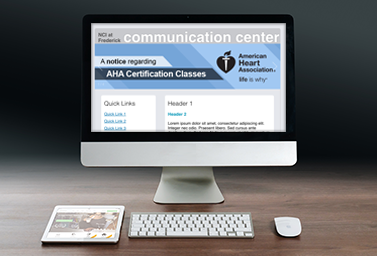 NCI at
Frederick
communication center
A notice regarding
AHA Certification Classes
American
Heart
Association®
life is why®
Quick Links
Quick Link 1
Quick Link 2
Quick Link 3
Header 1
Header 2
Lorem ipsum dolor sit amet, consectetur adipiscing elit.
Integer nec odio. Praesent libero. Sed cursus